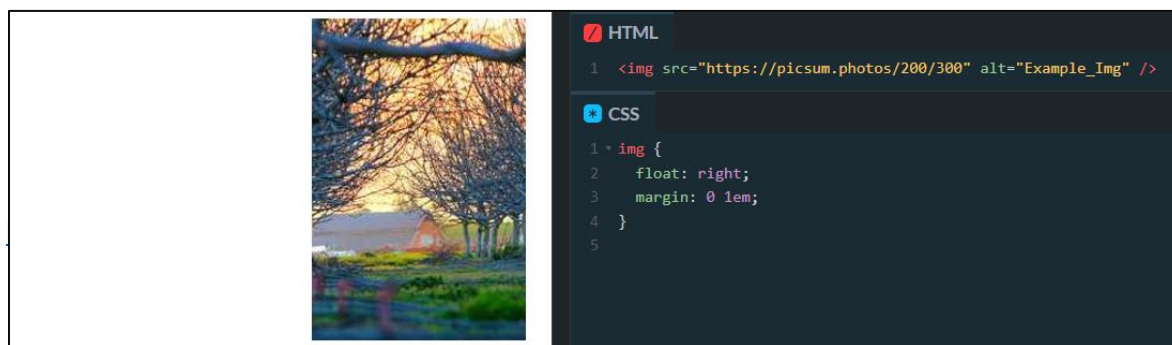 HTML
1 <img src="https://picsum.photos/200/300" alt="Example_Img" />
CSS
1 img {
2 float: right;
3 margin: 0 1em;
4 }
5